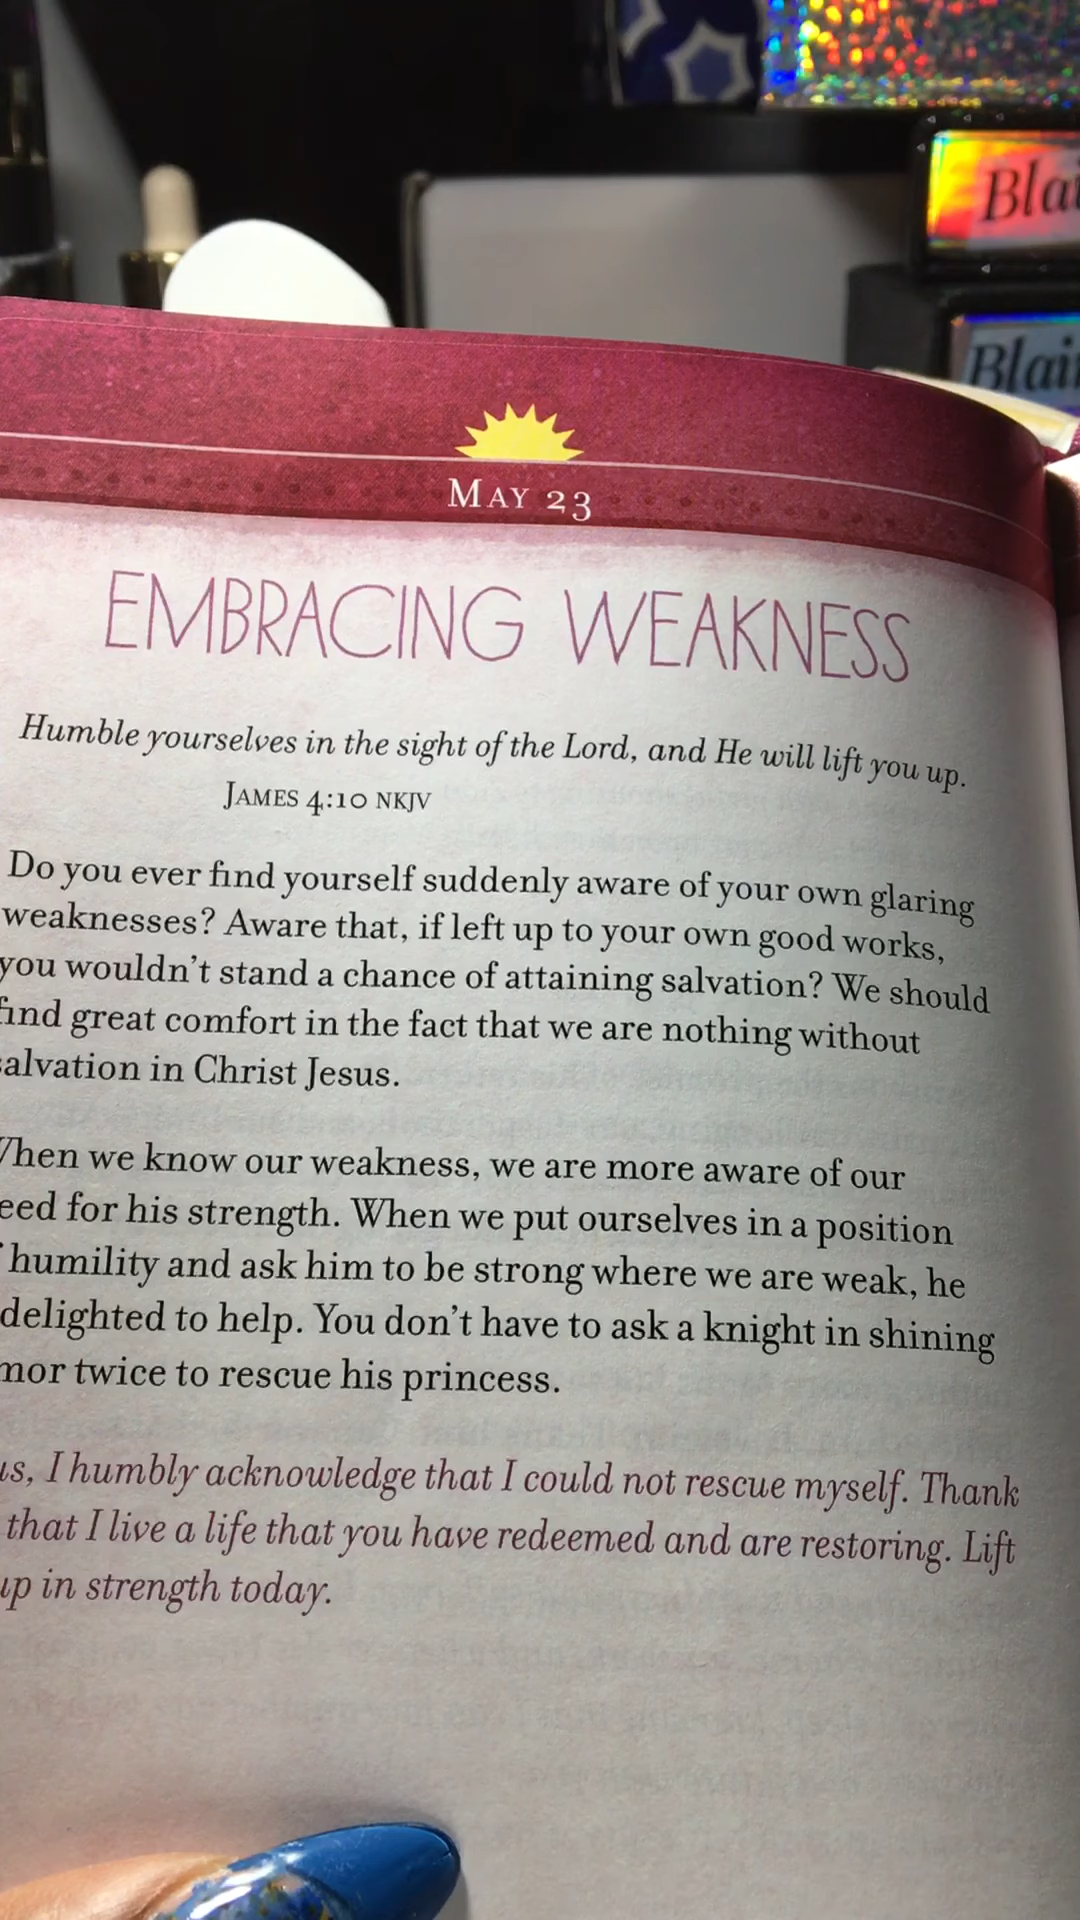 Blai
Blai
MAY 23
EMBRACING WEAKNESS
Humble yourselves in the sight of the Lord, and He will lift you up.
JAMES 4:10 NKJV
Do you ever find yourself suddenly aware of your own glaring
weaknesses? Aware that, if left up to your own good works,
you wouldn't stand a chance of attaining salvation? We should
find great comfort in the fact that we are nothing without
salvation in Christ Jesus.
When we know our weakness, we are more aware of our
eed for his strength. When we put ourselves in a position
humility and ask him to be strong where we are weak, he
delighted to help. You don't have to ask a knight in shining
mor twice to rescue his princess.
us, I humbly acknowledge that I could not rescue myself. Thank
that I live a life that you have redeemed and are restoring. Lift
up in strength today.